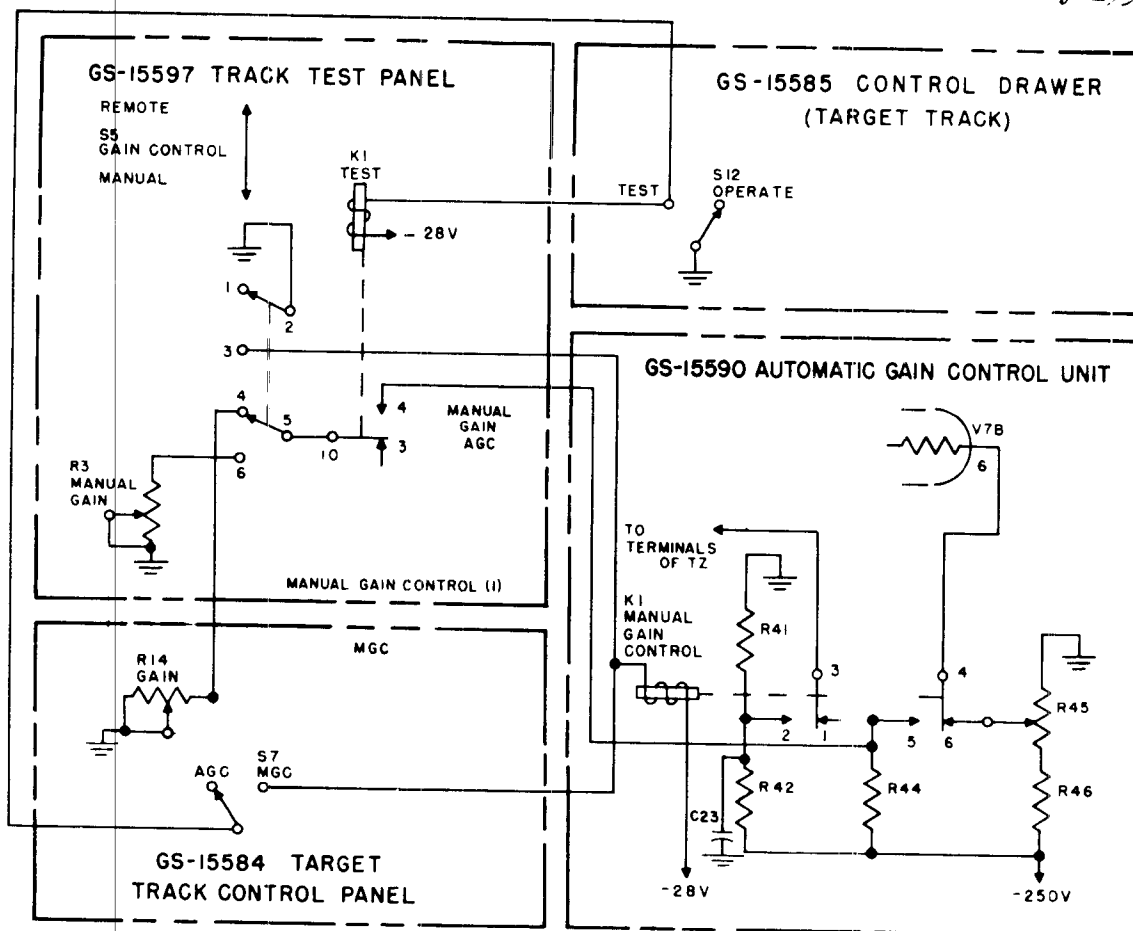 GS-15597 TRACK TEST PANEL
REMOTE
S5
GAIN CONTROL
MANUAL
K1
TEST
- 28V
1
2
3
4
5
10
6
4
3
MANUAL
GAIN
AGC
R3
MANUAL
GAIN
MANUAL GAIN CONTROL (1)
GS-15585 CONTROL DRAWER
(TARGET TRACK)
TEST
S12
OPERATE
MGC
R14
GAIN
AGC
S7
MGC
GS-15584 TARGET
TRACK CONTROL PANEL
GS-15590 AUTOMATIC GAIN CONTROL UNIT
V7B
6
TO
TERMINALS
OF TZ
K1
MANUAL
GAIN
CONTROL
R41
3
4
R45
2
1
5
6
R42
R44
R46
C23
-28V
-250V